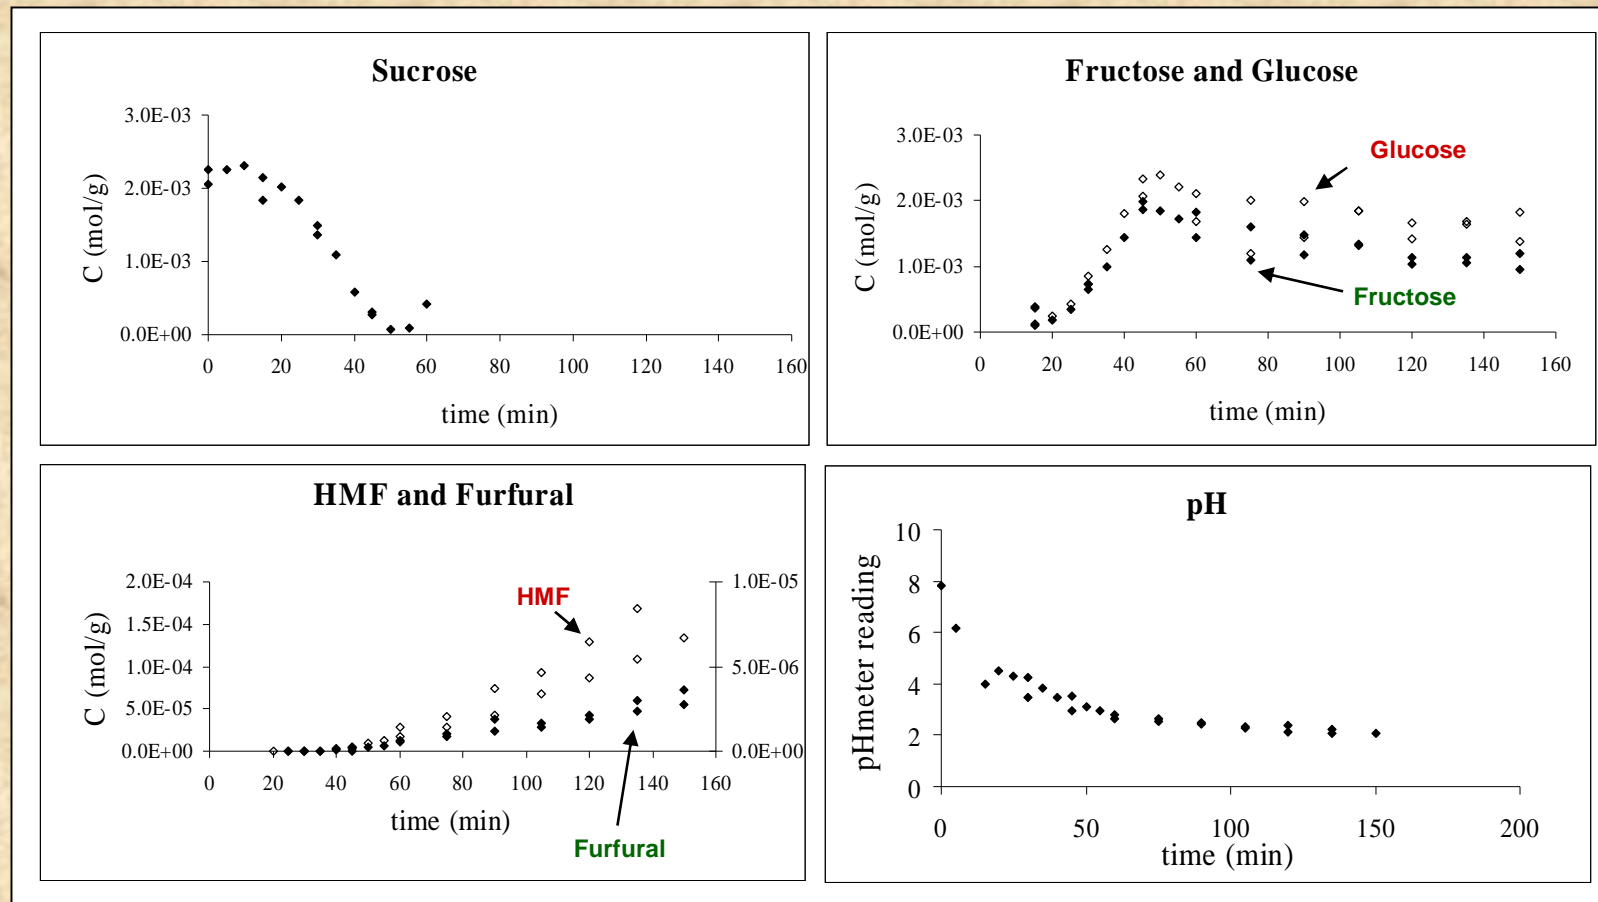 Sucrose
3.0E-03
2.0E-03
1.0E-03
0.0E+00
C (mol/g)
0 20 40 60 80 100 120 140 160
time (min)
Fructose and Glucose
3.0E-03
2.0E-03
1.0E-03
0.0E+00
C (mol/g)
Glucose
Fructose
0 20 40 60 80 100 120 140 160
time (min)
HMF and Furfural
2.0E-04
1.5E-04
1.0E-04
5.0E-05
0.0E+00
C (mol/g)
HMF
1.0E-05
5.0E-06
0.0E+00
0 20 40 60 80 100 120 140 160
time (min)
Furfural
pH
10
8
6
4
2
0
pHmeter reading
0 50 100 150 200
time (min)